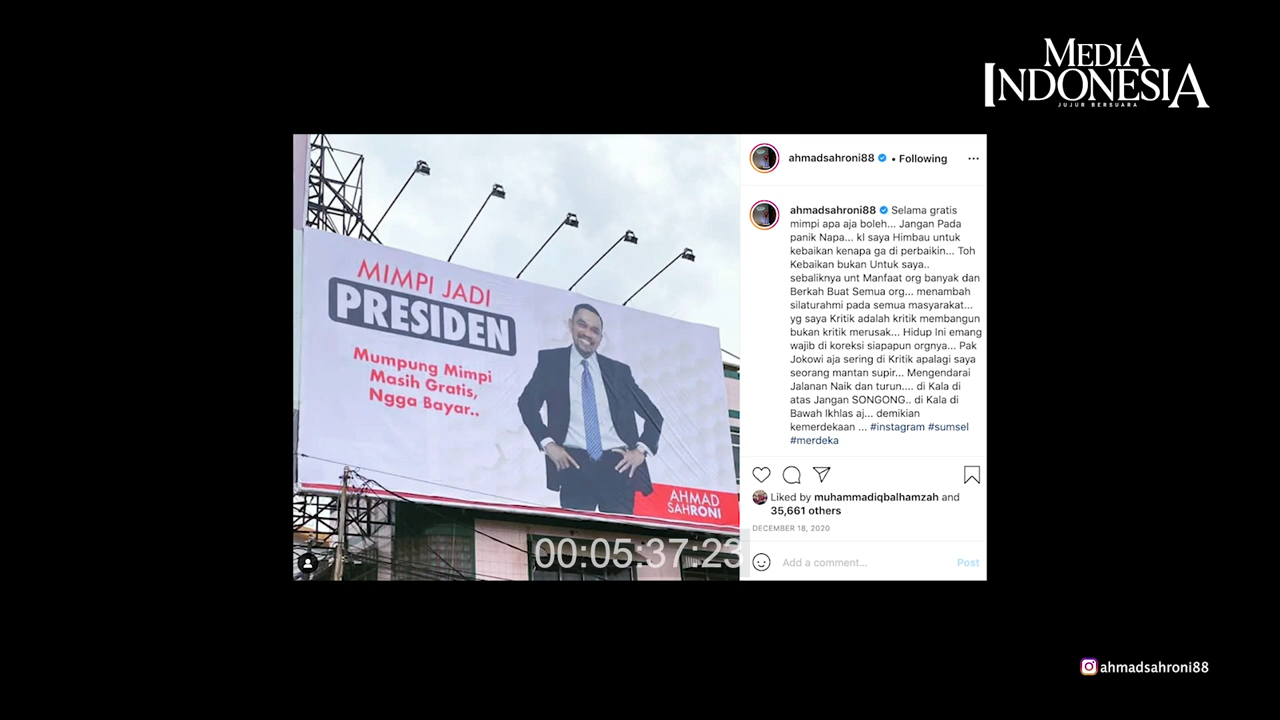 MEDIA
INDONESIA
JUJUR BERSUARA
MIMPI JADI
PRESIDEN
Mumpung Mimpi
Masih Gratis,
Ngga Bayar..
AHMAD
SAHRONI
00:05:37:23
ahmadsahroni88 • Following
ahmadsahroni88 Selama gratis
mimpi apa aja boleh... Jangan Pada
panik Napa... kl saya Himbau untuk
kebaikan kenapa ga di perbaikin... Toh
Kebaikan bukan Untuk saya..
sebaliknya unt Manfaat org banyak dan
Berkah Buat Semua org... menambah
silaturahmi pada semua masyarakat...
yg saya Kritik adalah kritik membangun
bukan kritik merusak... Hidup Ini emang
wajib di koreksi siapapun orgnya... Pak
Jokowi aja sering di Kritik apalagi saya
seorang mantan supir... Mengendarai
Jalanan Naik dan turun.... di Kala di
atas Jangan SONGONG.. di Kala di
Bawah Ikhlas aj... demikian
kemerdekaan ... #instagram #sumsel
#merdeka
Liked by muhammadiqbalhamzah and
35,661 others
DECEMBER 18, 2020
Add a comment... Post
ahmadsahroni88